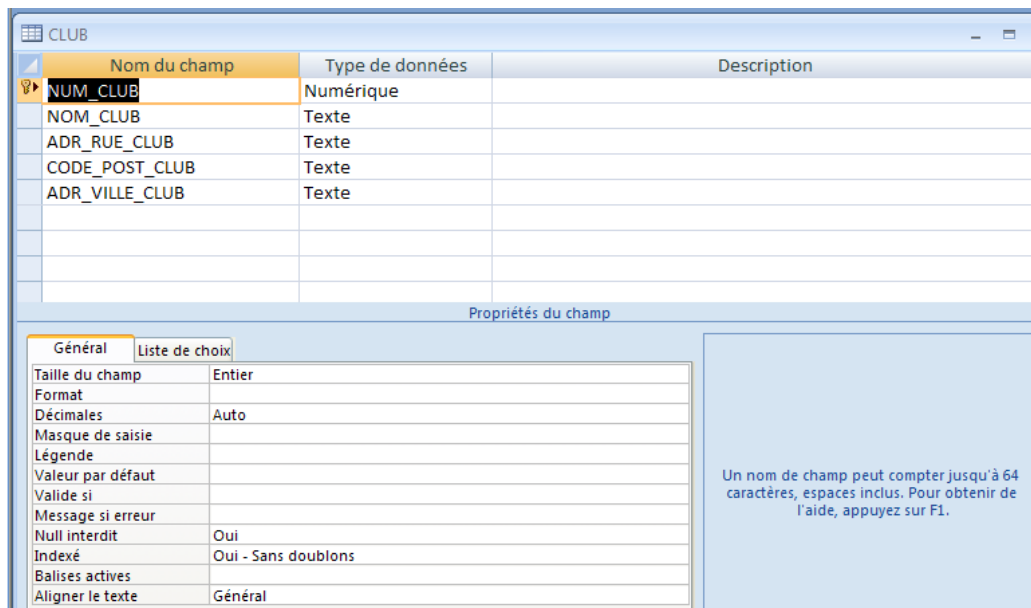 CLUB
Nom du champ Type de données Description
NUM_CLUB Numérique
NOM_CLUB Texte
ADR_RUE_CLUB Texte
CODE_POST_CLUB Texte
ADR_VILLE_CLUB Texte
Propriétés du champ
Général Liste de choix
Taille du champ Entier
Format
Décimales Auto
Masque de saisie
Légende
Valeur par défaut
Valide si
Message si erreur
Null interdit Oui
Indexé Oui - Sans doublons
Balises actives
Aligner le texte Général
Un nom de champ peut compter jusqu'à 64
caractères, espaces inclus. Pour obtenir de
l'aide, appuyez sur F1.